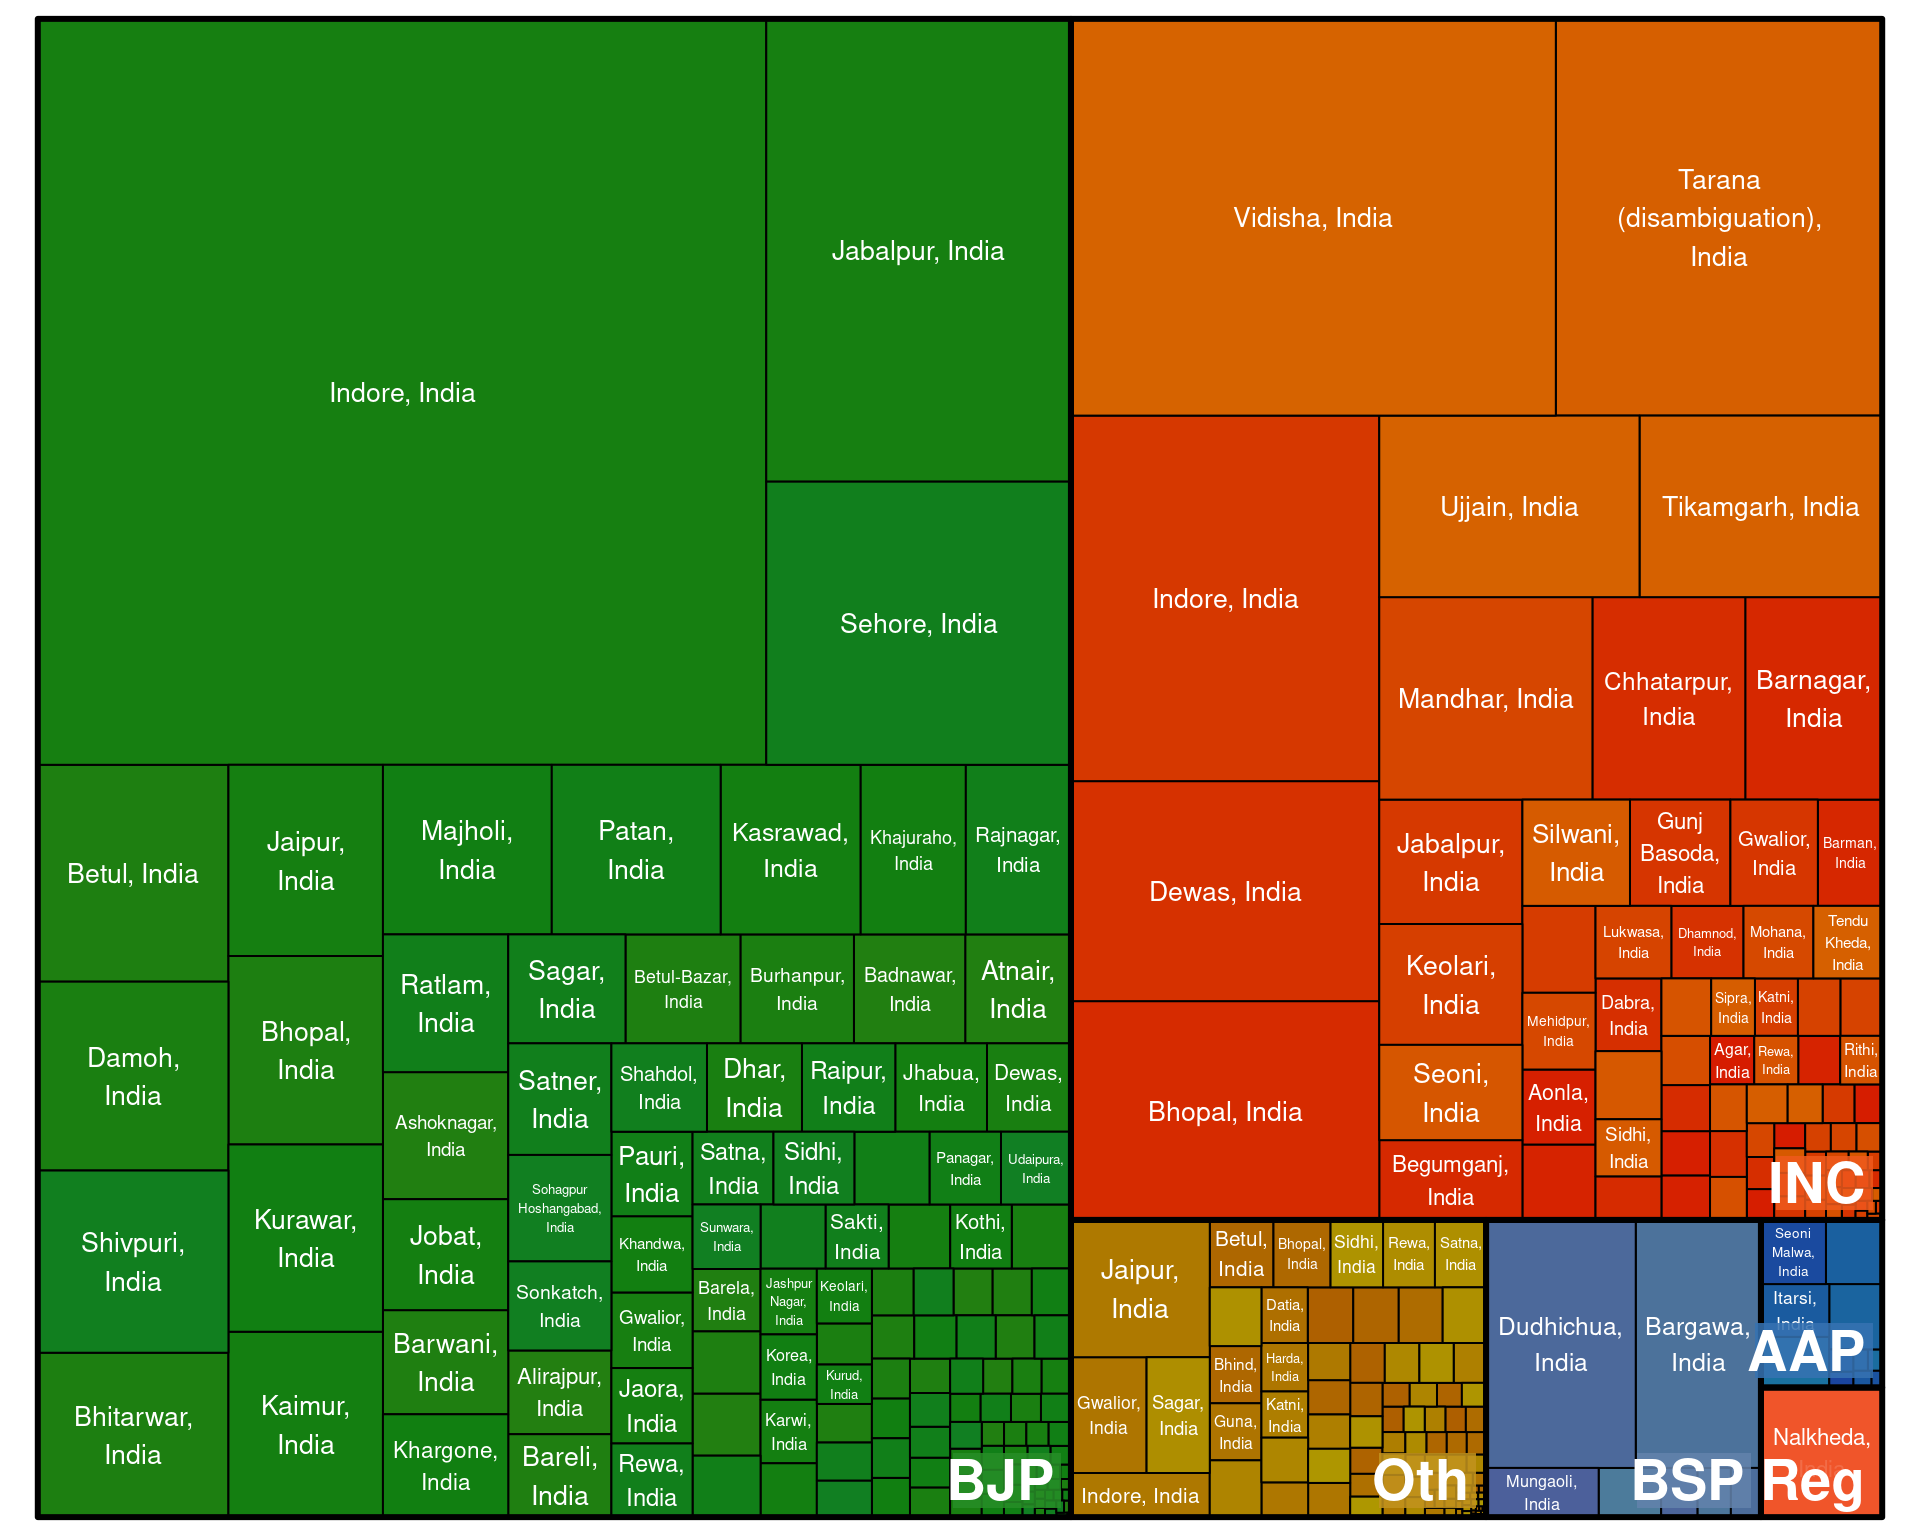 Indore, India
Jabalpur, India
Sehore, India
Betul, India
Damoh,
India
Shivpuri,
India
Bhitarwar,
India
Jaipur,
India
Bhopal,
India
Kurawar,
India
Kaimur,
India
Majholi,
India
Patan,
India
Kasrawad,
India
Khajuraho,
India
Rajnagar,
India
Ratlam,
India
Ashoknagar,
India
Jobat,
India
Barwani,
India
Khargone,
India
Sagar,
India
Betul-Bazar,
India
Burhanpur,
India
Badnawar,
India
Atnair,
India
Satner,
India
Sohagpur
Hoshangabad,
India
Sonkatch,
India
Alirajpur,
India
Bareli,
India
Shahdol,
India
Dhar,
India
Raipur,
India
Jhabua,
India
Dewas,
India
Pauri,
India
Khandwa,
India
Gwalior,
India
Jaora,
India
Rewa,
India
Satna,
India
Sidhi,
India
Panagar,
India
Udaipura,
India
Sunwara,
India
Sakti,
India
Kothi,
India
Barela,
India
Jashpur
Nagar,
India
Keolari,
India
Korea,
India
Kurud,
India
Karwi,
India
BJP
Vidisha, India
Tarana
(disambiguation),
India
Indore, India
Dewas, India
Bhopal, India
Ujjain, India
Tikamgarh, India
Mandhar, India
Chhatarpur,
India
Barnagar,
India
Jabalpur,
India
Keolari,
India
Seoni,
India
Begumganj,
India
Silwani,
India
Gunj
Basoda,
India
Gwalior,
India
Barman,
India
Lukwasa,
India
Dhamnod,
India
Mohana,
India
Tendu
Kheda,
India
Mehidpur,
India
Aonla,
India
Dabra,
India
Sidhi,
India
Sipra,
India
Katni,
India
Agar,
India
Rewa,
India
Rithi,
India
INC
Jaipur,
India
Gwalior,
India
Sagar,
India
Indore, India
Betul,
India
Bhopal,
India
Sidhi,
India
Rewa,
India
Satna,
India
Datia,
India
Bhind,
India
Harda,
India
Guna,
India
Katni,
India
Oth
Dudhichua,
India
Bargawa,
India
Mungaoli,
India
BSP
Seoni
Malwa,
India
Itarsi,
India
AAP
Nalkheda,
India
Reg